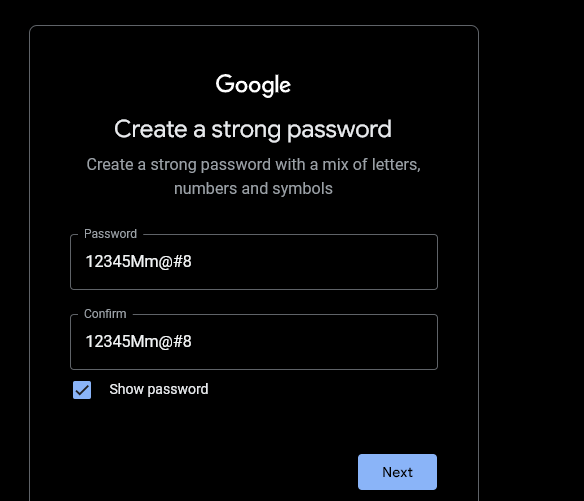 Google
Create a strong password
Create a strong password with a mix of letters,
numbers and symbols
Password
12345Mm@#8
Confirm
12345Mm@#8
Show password
Next